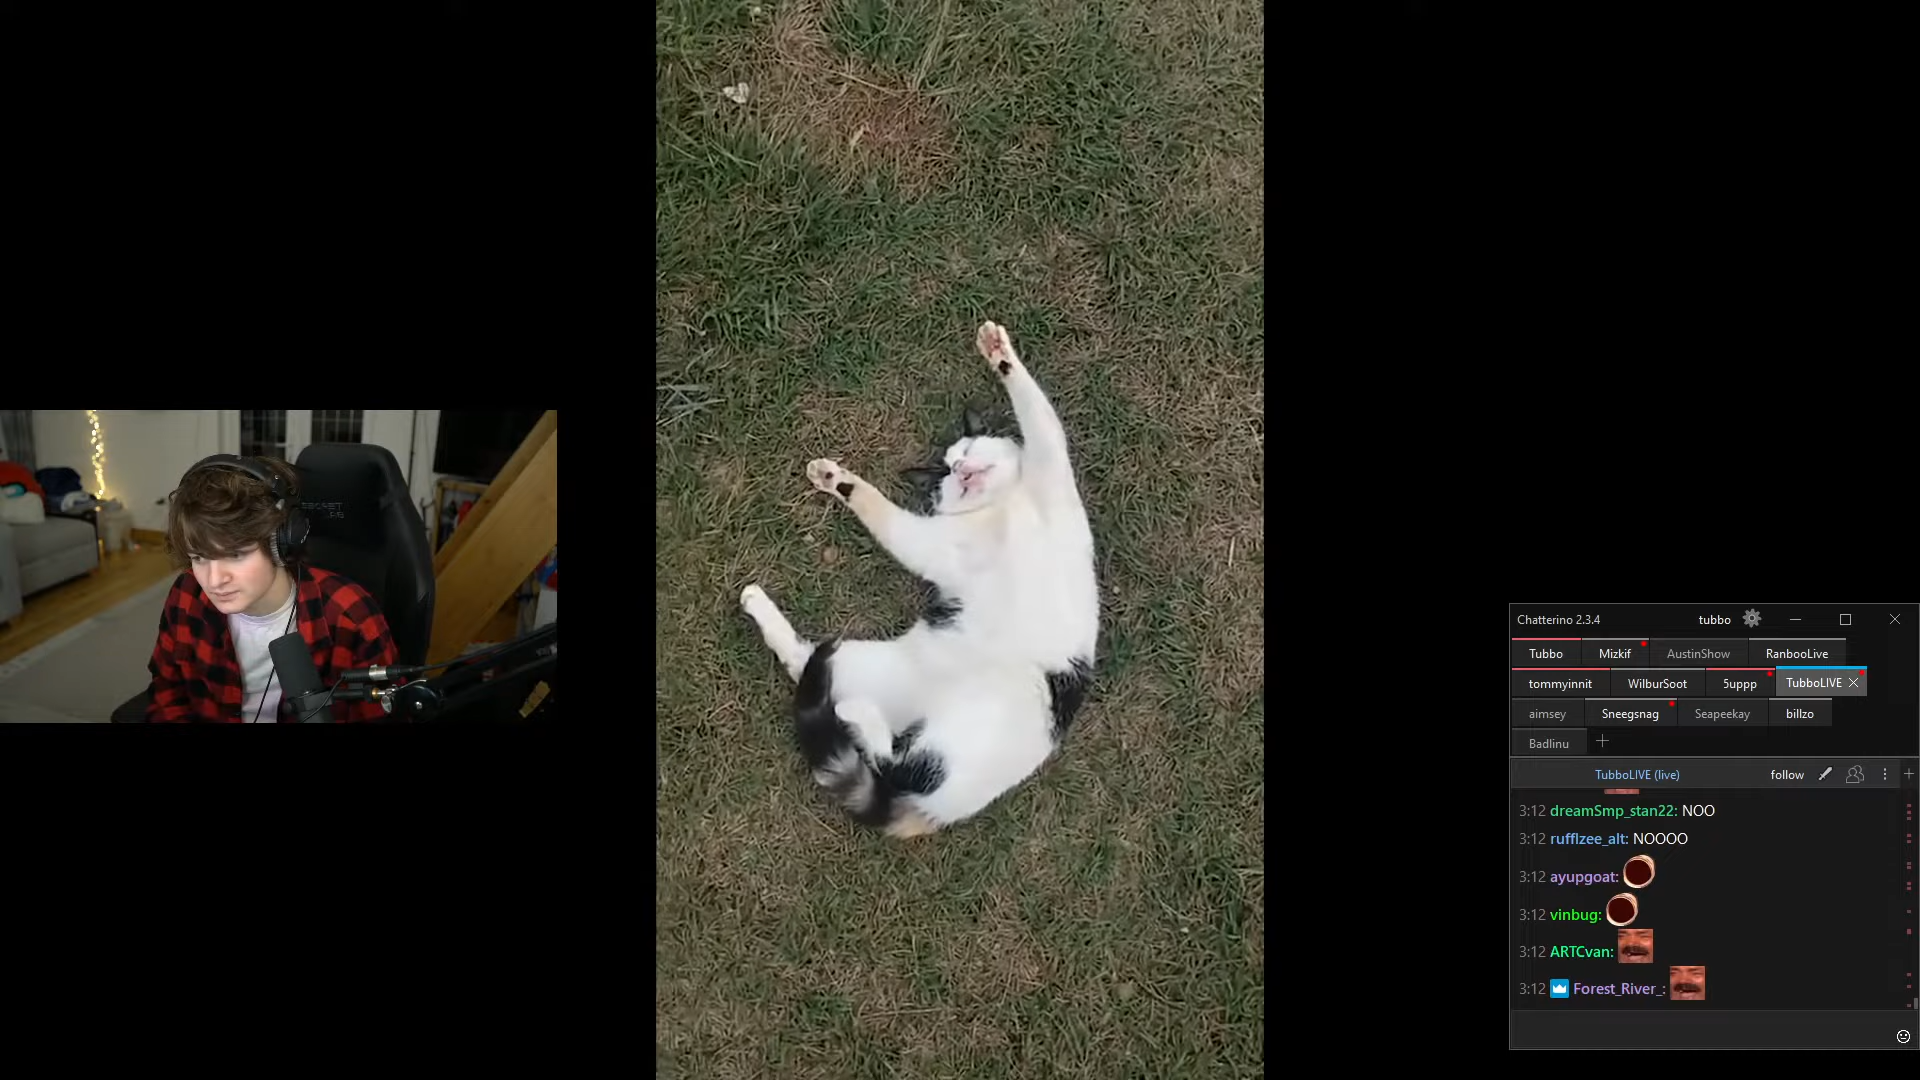 Chatterino 2.3.4
tubbo
Tubbo
Mizkif
AustinShow
RanbooLive
tommyinnit
WilburSoot
5uppp
TubboLIVE
aimsey
Sneegsnag
Seapeekay
billzo
Badlinu
TubboLIVE (live)
follow
3:12 dreamSmp_stan22: NOO
3:12 rufflzee_alt: NOOOO
3:12 ayupgoat:
3:12 vinbug:
3:12 ARTCvan:
3:12 Forest_River_: